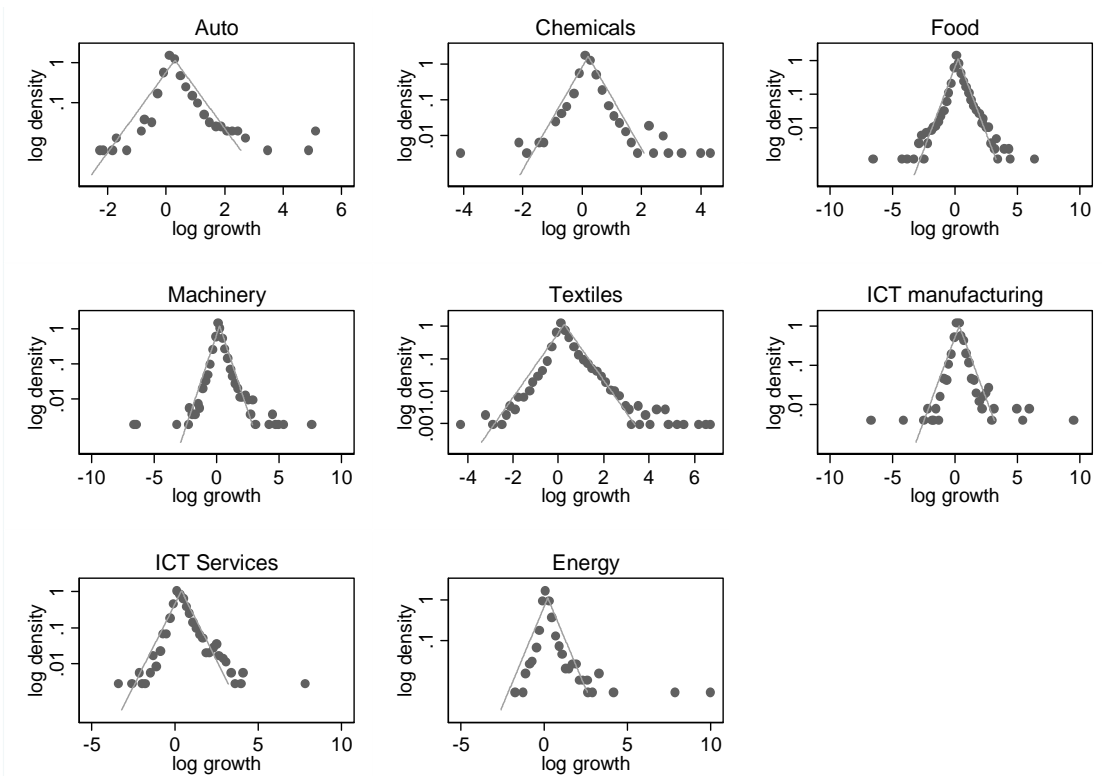 Auto
log density
1
.1
-2 0 2 4 6
log growth
Chemicals
log density
1
.1
.01
-4 -2 0 2 4
log growth
Food
log density
1
.1
.01
-10 -5 0 5 10
log growth
Machinery
log density
1
.1
.01
-10 -5 0 5 10
log growth
Textiles
log density
1
.1
.01
.001
-4 -2 0 2 4 6
log growth
ICT manufacturing
log density
1
.1
.01
-10 -5 0 5 10
log growth
ICT Services
log density
1
.1
.01
-5 0 5 10
log growth
Energy
log density
1
.1
-5 0 5 10
log growth